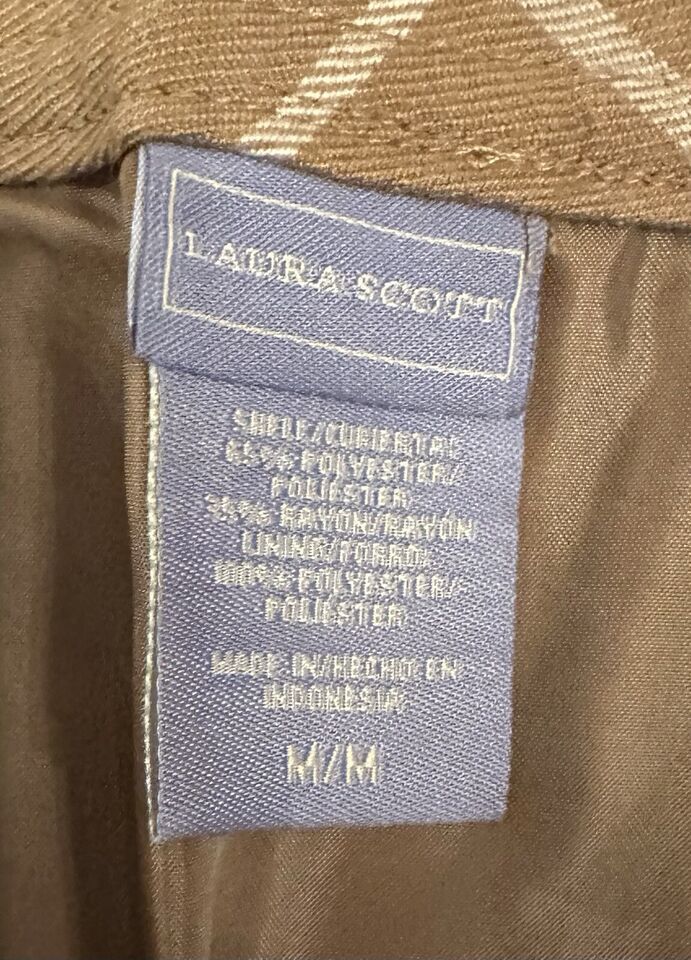 LAURA SCOTT
SHELL/CUBIERTA:
65% POLYESTER/
POLIESTER
35% RAYON/RAYÓN
LINING/FORRO:
100% POLYESTER/
POLIESTER
MADE IN/HECHO EN
INDONESIA
M/M